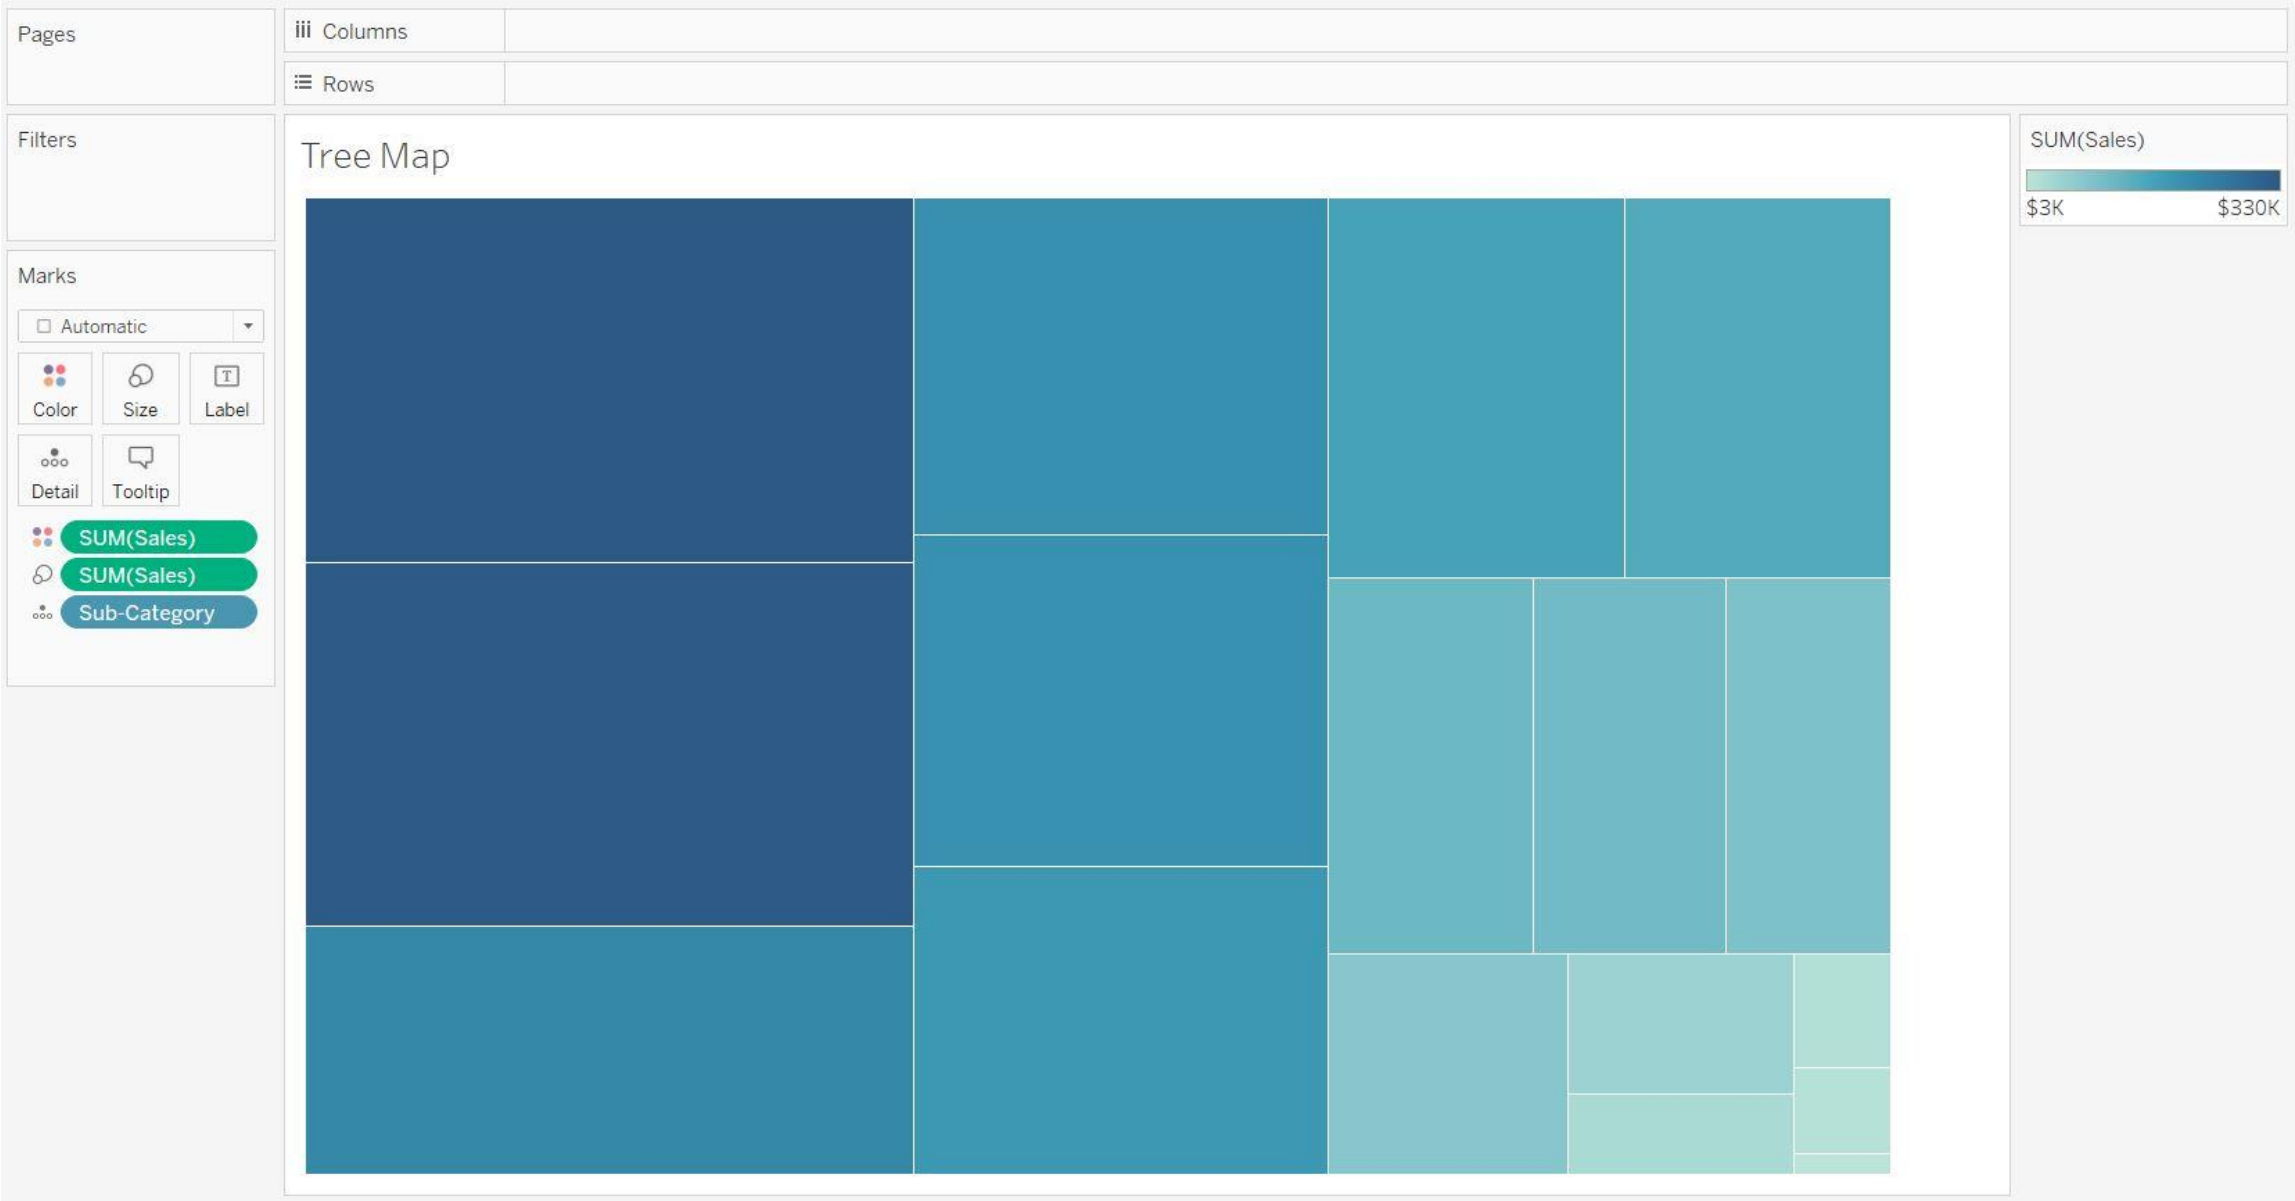 Pages
Columns
Rows
Filters
Marks
Automatic
Color
Size
T
Label
Detail
Tooltip
SUM(Sales)
SUM(Sales)
Sub-Category
Tree Map
SUM(Sales)
$3K
$330K